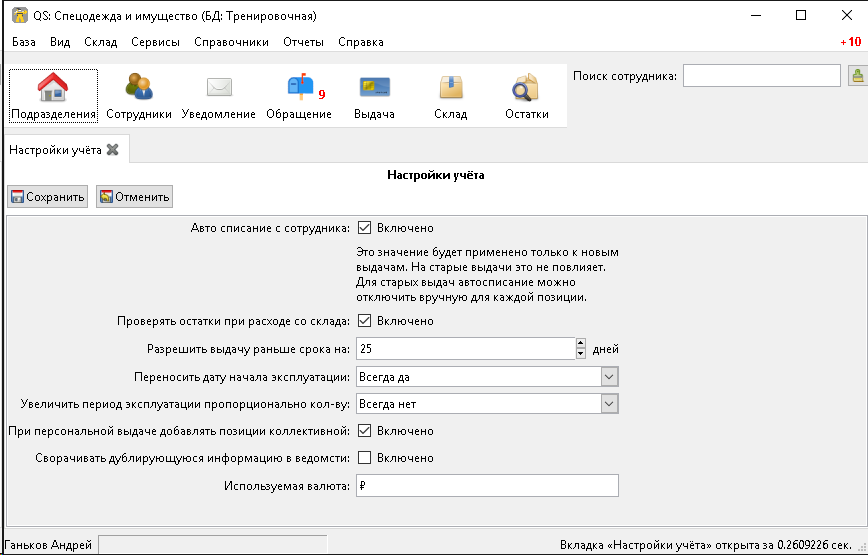 QS: Спецодежда и имущество (БД: Тренировочная)
База Вид Склад Сервисы Справочники Отчеты Справка +10
Подразделения Сотрудники Уведомление Обращение 9 Выдача Склад Остатки Поиск сотрудника:
Настройки учёта
Настройки учёта
Сохранить Отменить
Авто списание с сотрудника: Включено
Это значение будет применено только к новым
выдачам. На старые выдачи это не повлияет.
Для старых выдач автосписание можно
отключить вручную для каждой позиции.
Проверять остатки при расходе со склада: Включено
Разрешить выдачу раньше срока на: 25 дней
Переносить дату начала эксплуатации: Всегда да
Увеличить период эксплуатации пропорционально кол-ву: Всегда нет
При персональной выдаче добавлять позиции коллективной: Включено
Сворачивать дублирующуюся информацию в ведомсти: Включено
Используемая валюта: ₽
Ганьков Андрей Вкладка «Настройки учёта» открыта за 0.2609226 сек.